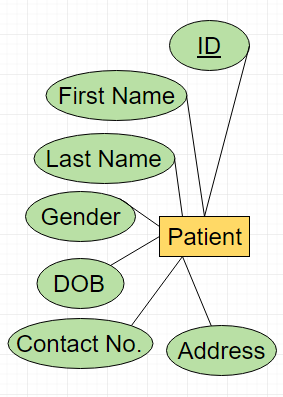 ID
First Name
Last Name
Gender
Patient
DOB
Contact No.
Address